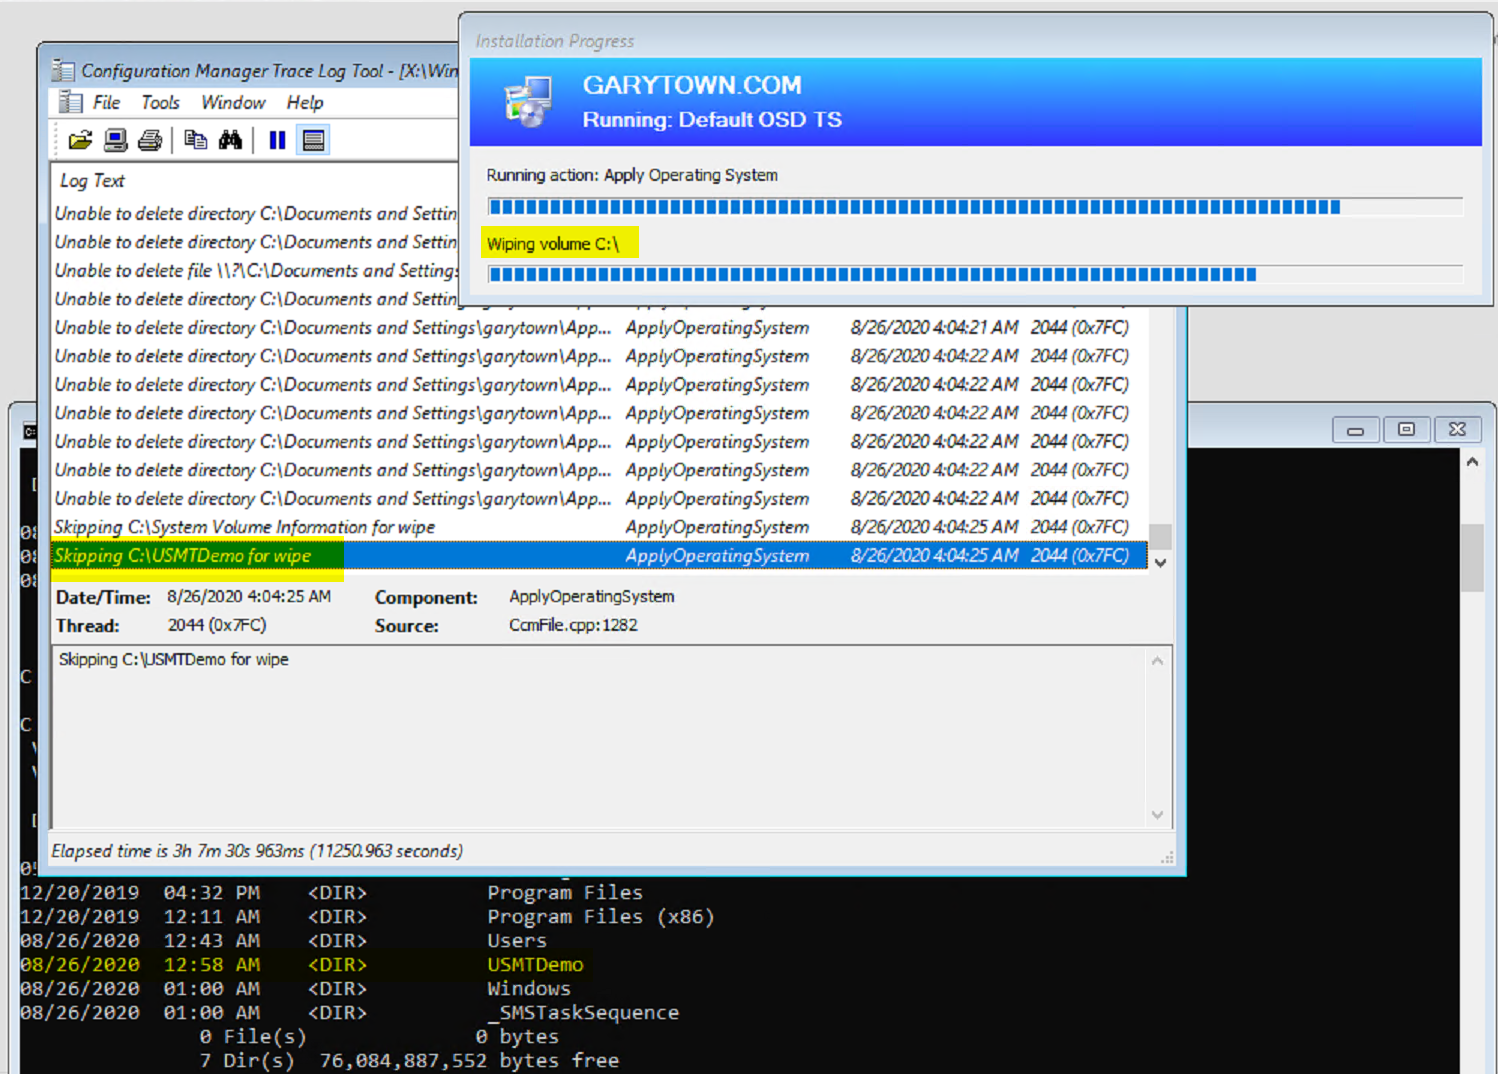 Installation Progress
GARYTOWN.COM
Running: Default OSD TS
Running action: Apply Operating System
Wiping volume C:\
Configuration Manager Trace Log Tool - [X:\Win
File Tools Window Help
Log Text
Unable to delete directory C:\Documents and Settin
Unable to delete directory C:\Documents and Settin
Unable to delete file \\?\C:\Documents and Settings
Unable to delete directory C:\Documents and Settin
Unable to delete directory C:\Documents and Settings\garytown\App... ApplyOperatingSystem 8/26/2020 4:04:21 AM 2044 (0x7FC)
Unable to delete directory C:\Documents and Settings\garytown\App... ApplyOperatingSystem 8/26/2020 4:04:22 AM 2044 (0x7FC)
Unable to delete directory C:\Documents and Settings\garytown\App... ApplyOperatingSystem 8/26/2020 4:04:22 AM 2044 (0x7FC)
Unable to delete directory C:\Documents and Settings\garytown\App... ApplyOperatingSystem 8/26/2020 4:04:22 AM 2044 (0x7FC)
Unable to delete directory C:\Documents and Settings\garytown\App... ApplyOperatingSystem 8/26/2020 4:04:22 AM 2044 (0x7FC)
Unable to delete directory C:\Documents and Settings\garytown\App... ApplyOperatingSystem 8/26/2020 4:04:22 AM 2044 (0x7FC)
Unable to delete directory C:\Documents and Settings\garytown\App... ApplyOperatingSystem 8/26/2020 4:04:22 AM 2044 (0x7FC)
Skipping C:\System Volume Information for wipe ApplyOperatingSystem 8/26/2020 4:04:25 AM 2044 (0x7FC)
Skipping C:\USMTDemo for wipe ApplyOperatingSystem 8/26/2020 4:04:25 AM 2044 (0x7FC)
Date/Time: 8/26/2020 4:04:25 AM Component: ApplyOperatingSystem
Thread: 2044 (0x7FC) Source: CcmFile.cpp:1282
Skipping C:\USMTDemo for wipe
Elapsed time is 3h 7m 30s 963ms (11250.963 seconds)
12/20/2019 04:32 PM <DIR> Program Files
12/20/2019 12:11 AM <DIR> Program Files (x86)
08/26/2020 12:43 AM <DIR> Users
08/26/2020 12:58 AM <DIR> USMTDemo
08/26/2020 01:00 AM <DIR> Windows
08/26/2020 01:00 AM <DIR> _SMSTaskSequence
0 File(s) 0 bytes
7 Dir(s) 76,084,887,552 bytes free